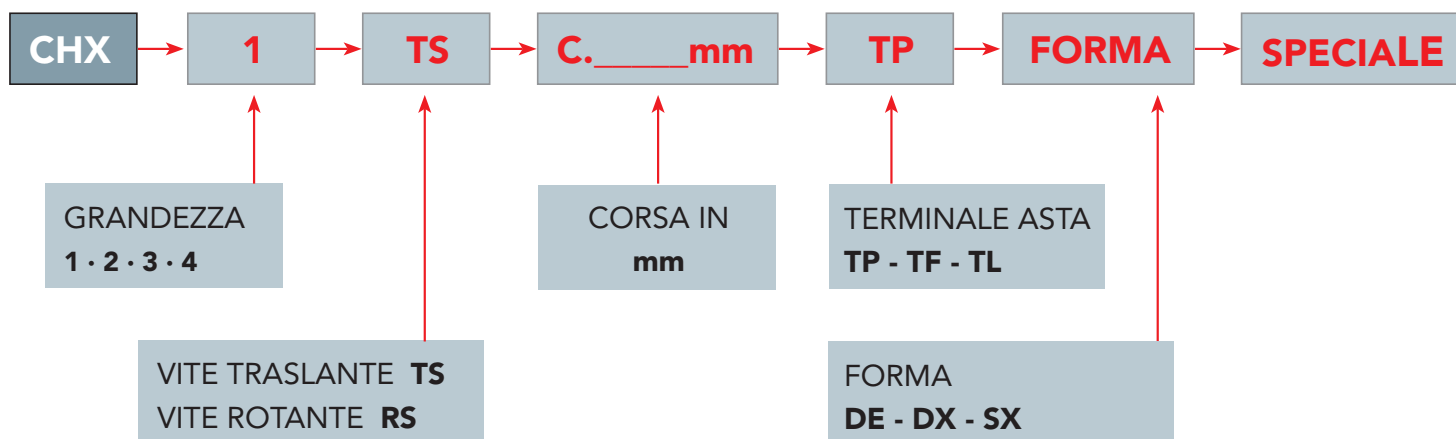 CHX 1 TS C.______mm TP FORMA SPECIALE
GRANDEZZA
1 · 2 · 3 · 4
CORSA IN
mm
TERMINALE ASTA
TP - TF - TL
VITE TRASLANTE TS
VITE ROTANTE RS
FORMA
DE - DX - SX